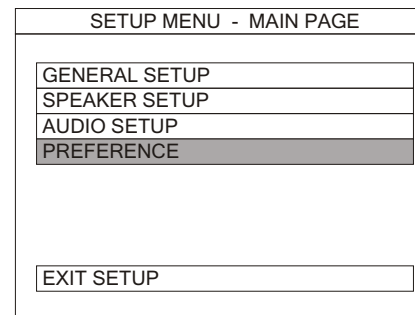 SETUP MENU - MAIN PAGE
GENERAL SETUP
SPEAKER SETUP
AUDIO SETUP
PREFERENCE
EXIT SETUP